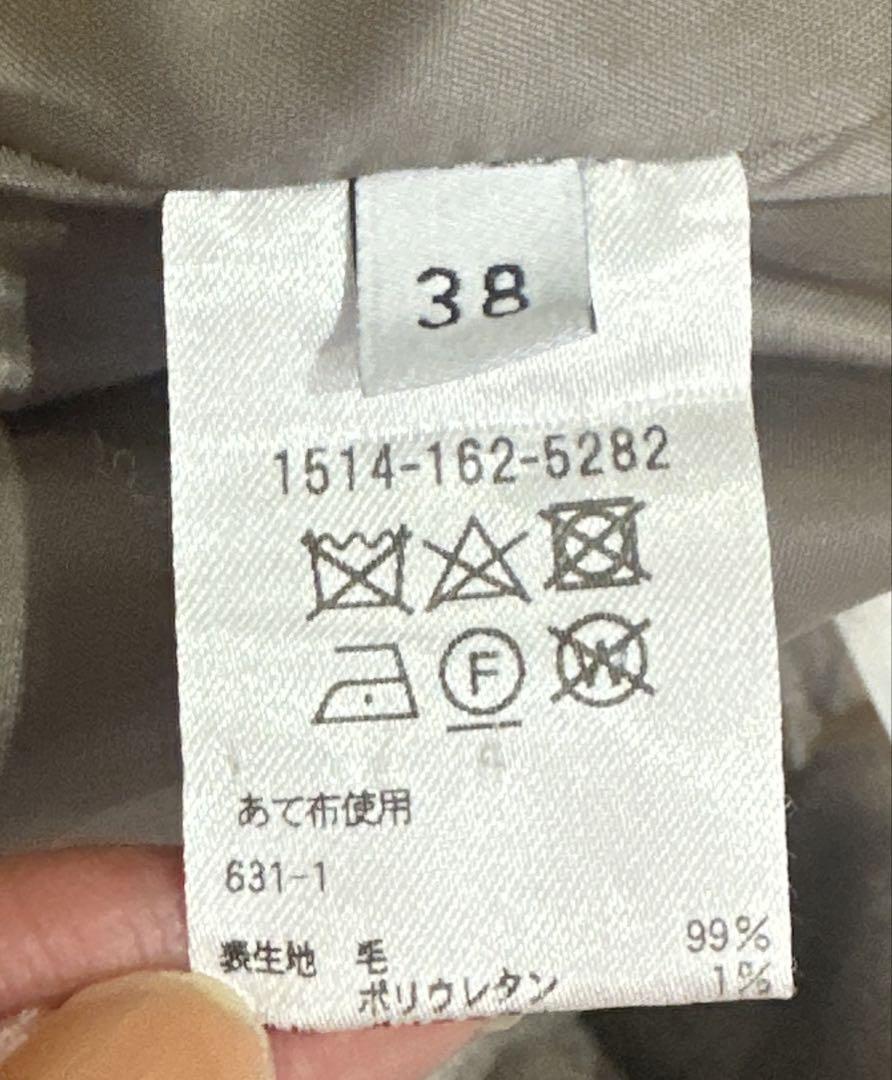 38
1514-162-5282
F W
あて布使用
631-1
表生地 毛 99%
ポリウレタン 1%